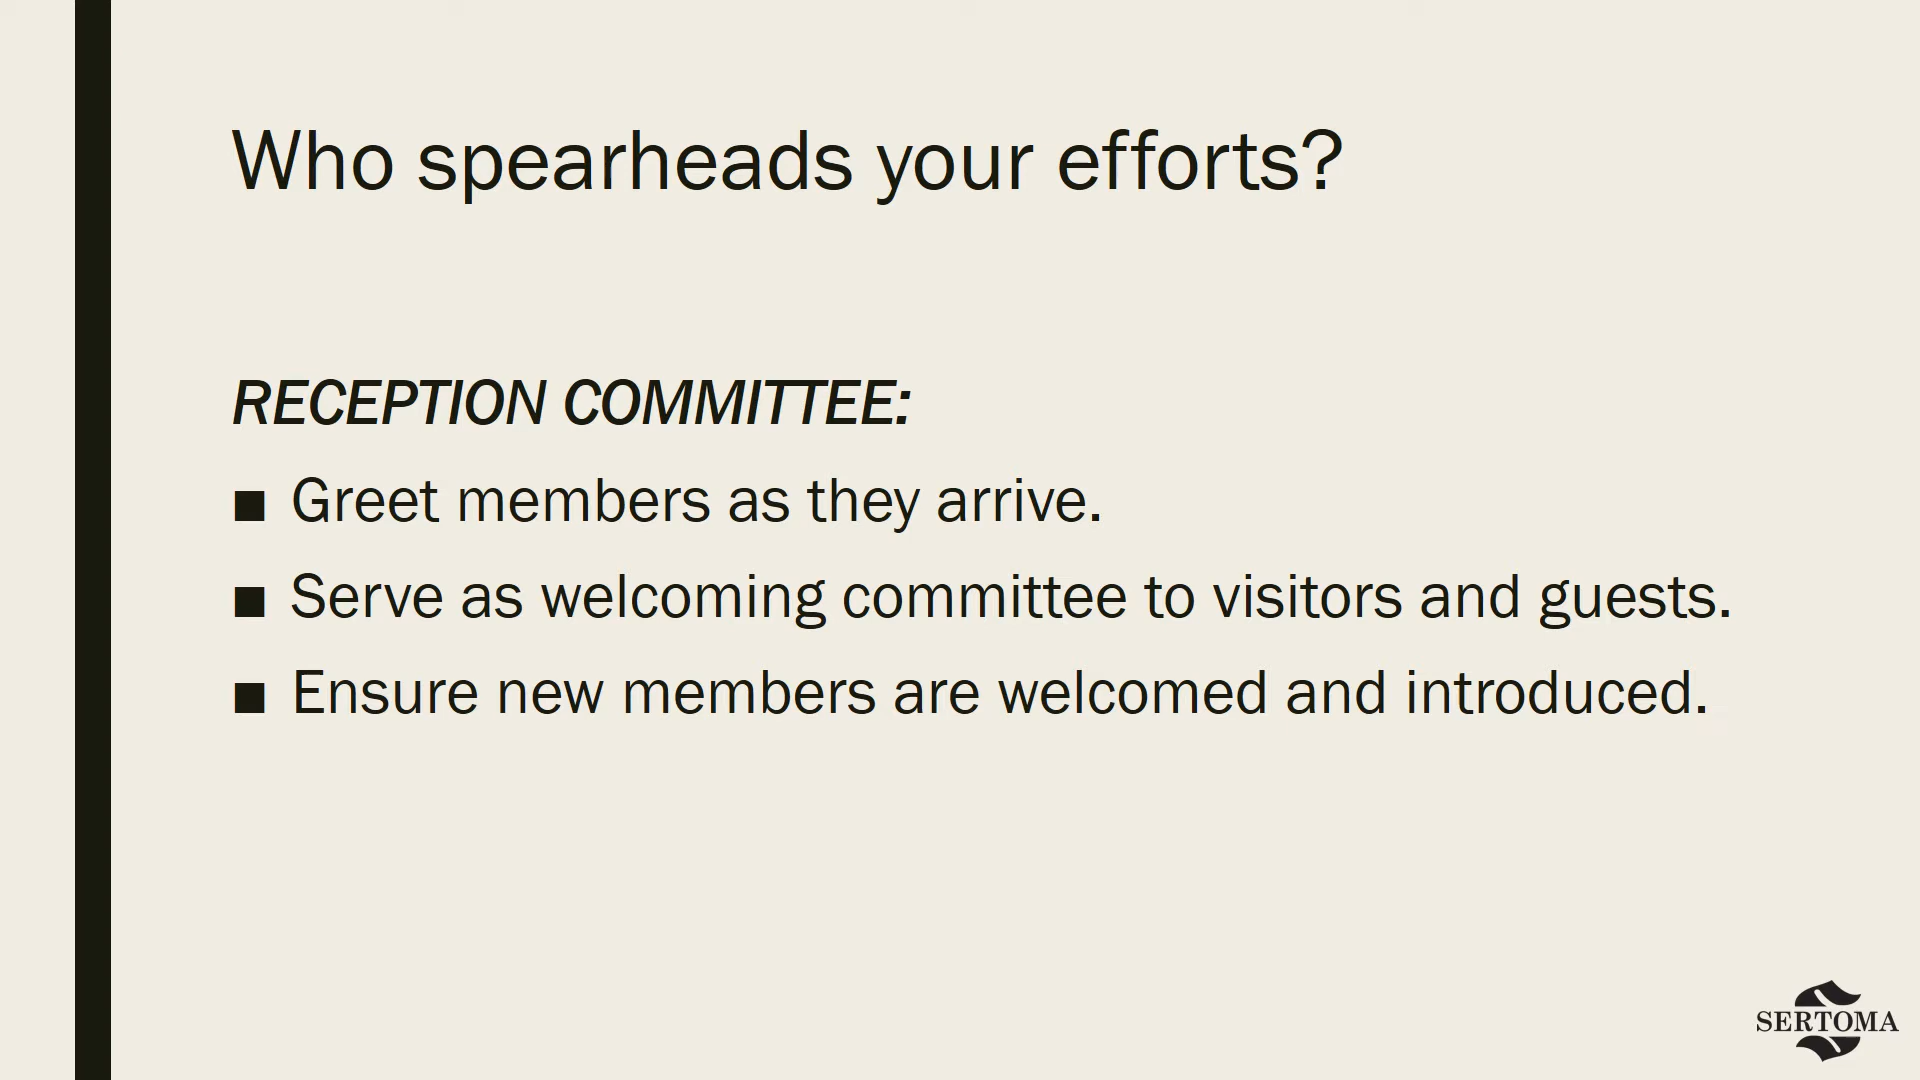 Who spearheads your efforts?
RECEPTION COMMITTEE:
■ Greet members as they arrive.
■ Serve as welcoming committee to visitors and guests.
■ Ensure new members are welcomed and introduced.
SERTOMA